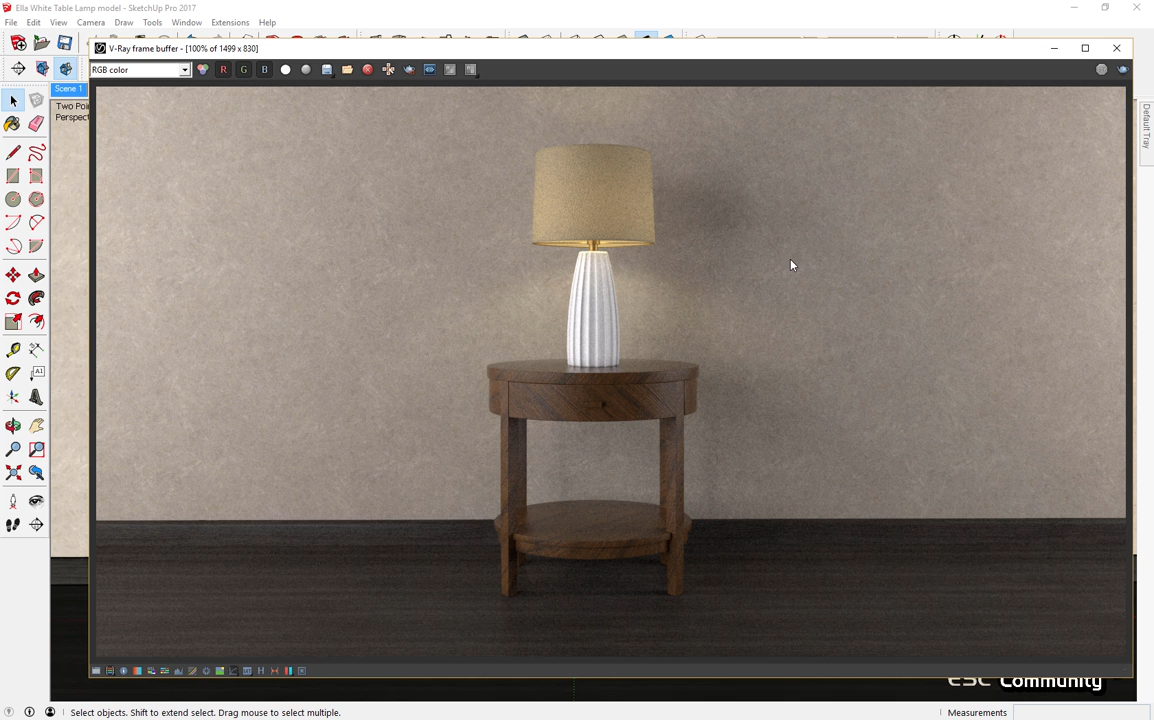 Ella White Table Lamp model - SketchUp Pro 2017
File Edit View Camera Draw Tools Window Extensions Help
V-Ray frame buffer - [100% of 1499 x 830]
RGB color
R G B
Scene 1
Two Poi
Perspect
Default Tray
A1
H
ESC Community
Select objects. Shift to extend select. Drag mouse to select multiple.
Measurements